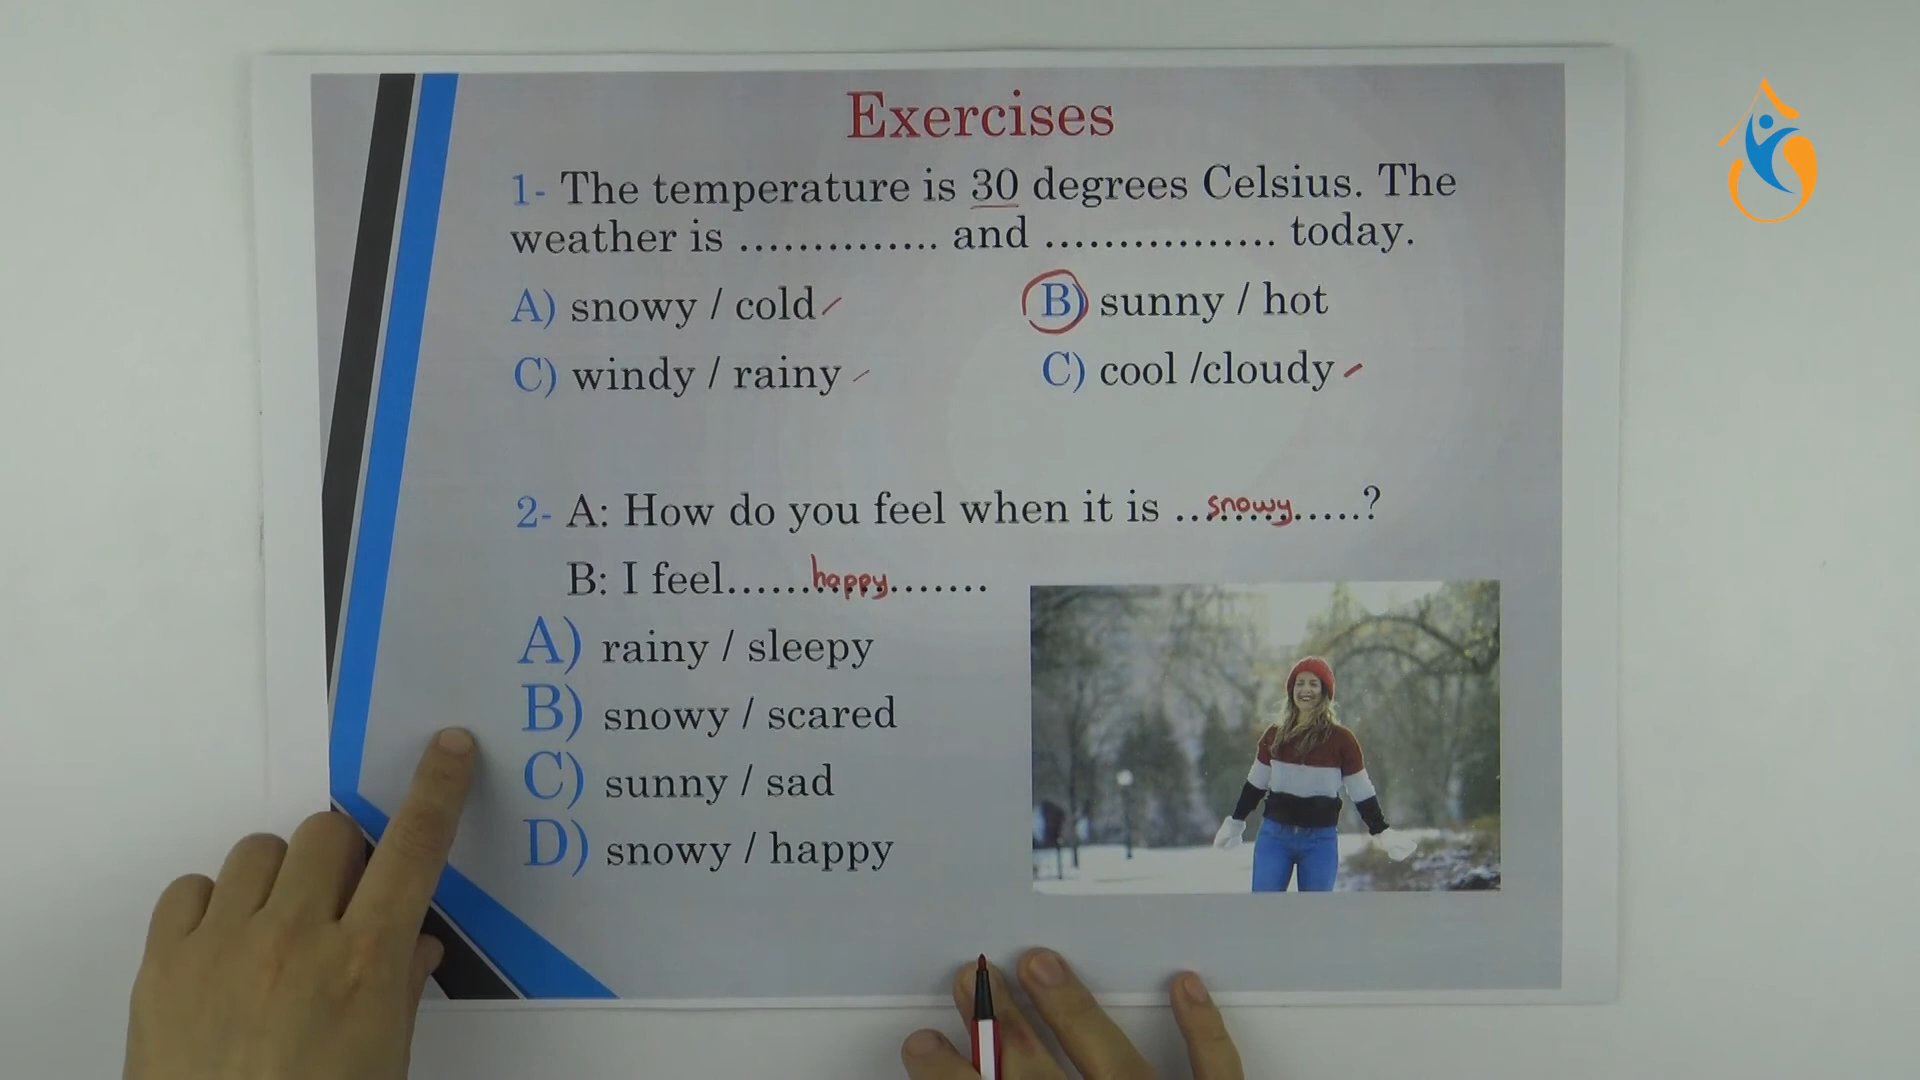 Exercises
1- The temperature is 30 degrees Celsius. The
weather is .............. and ................ today.
A) snowy / cold
B) sunny / hot
C) windy / rainy
C) cool /cloudy
2- A: How do you feel when it is ..snowy.....?
B: I feel......happy.......
A) rainy / sleepy
B) snowy / scared
C) sunny / sad
D) snowy / happy